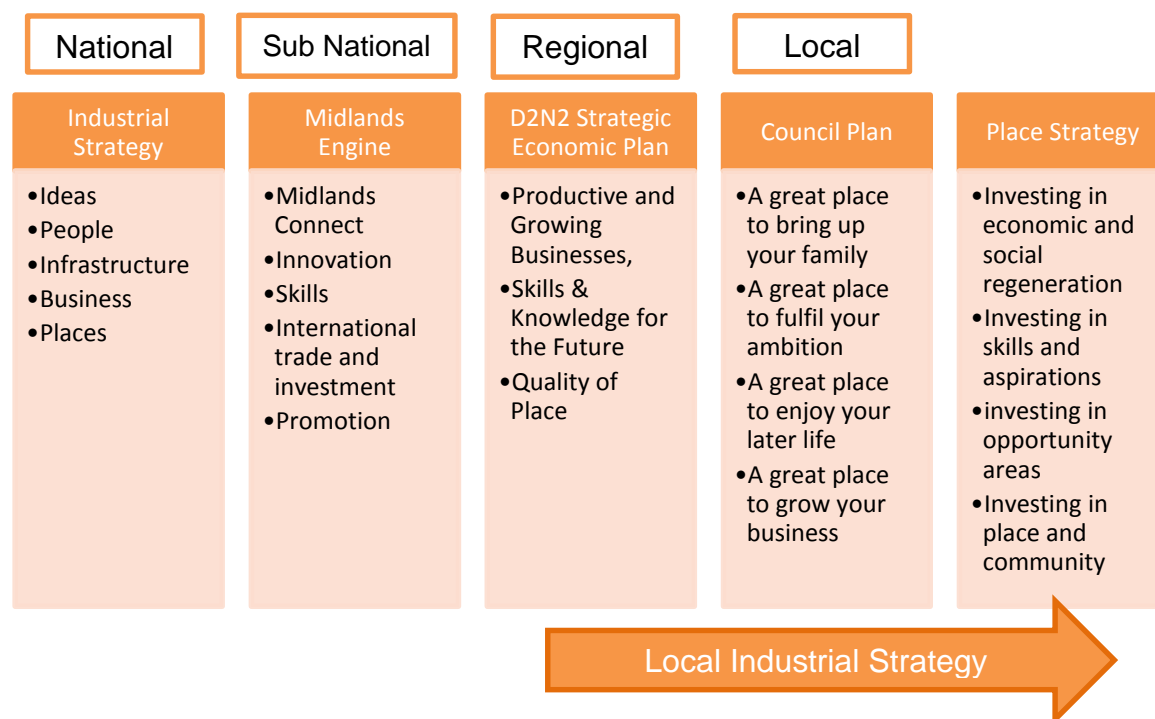 National
Sub National
Regional
Local
Industrial
Strategy
•Ideas
•People
•Infrastructure
•Business
•Places
Midlands
Engine
•Midlands
Connect
•Innovation
•Skills
•International
trade and
investment
•Promotion
D2N2 Strategic
Economic Plan
•Productive and
Growing
Businesses,
•Skills &
Knowledge for
the Future
•Quality of
Place
Council Plan
•A great place
to bring up
your family
•A great place
to fulfil your
ambition
•A great place
to enjoy your
later life
•A great place
to grow your
business
Place Strategy
•Investing in
economic and
social
regeneration
•Investing in
skills and
aspirations
•investing in
opportunity
areas
•Investing in
place and
community
Local Industrial Strategy